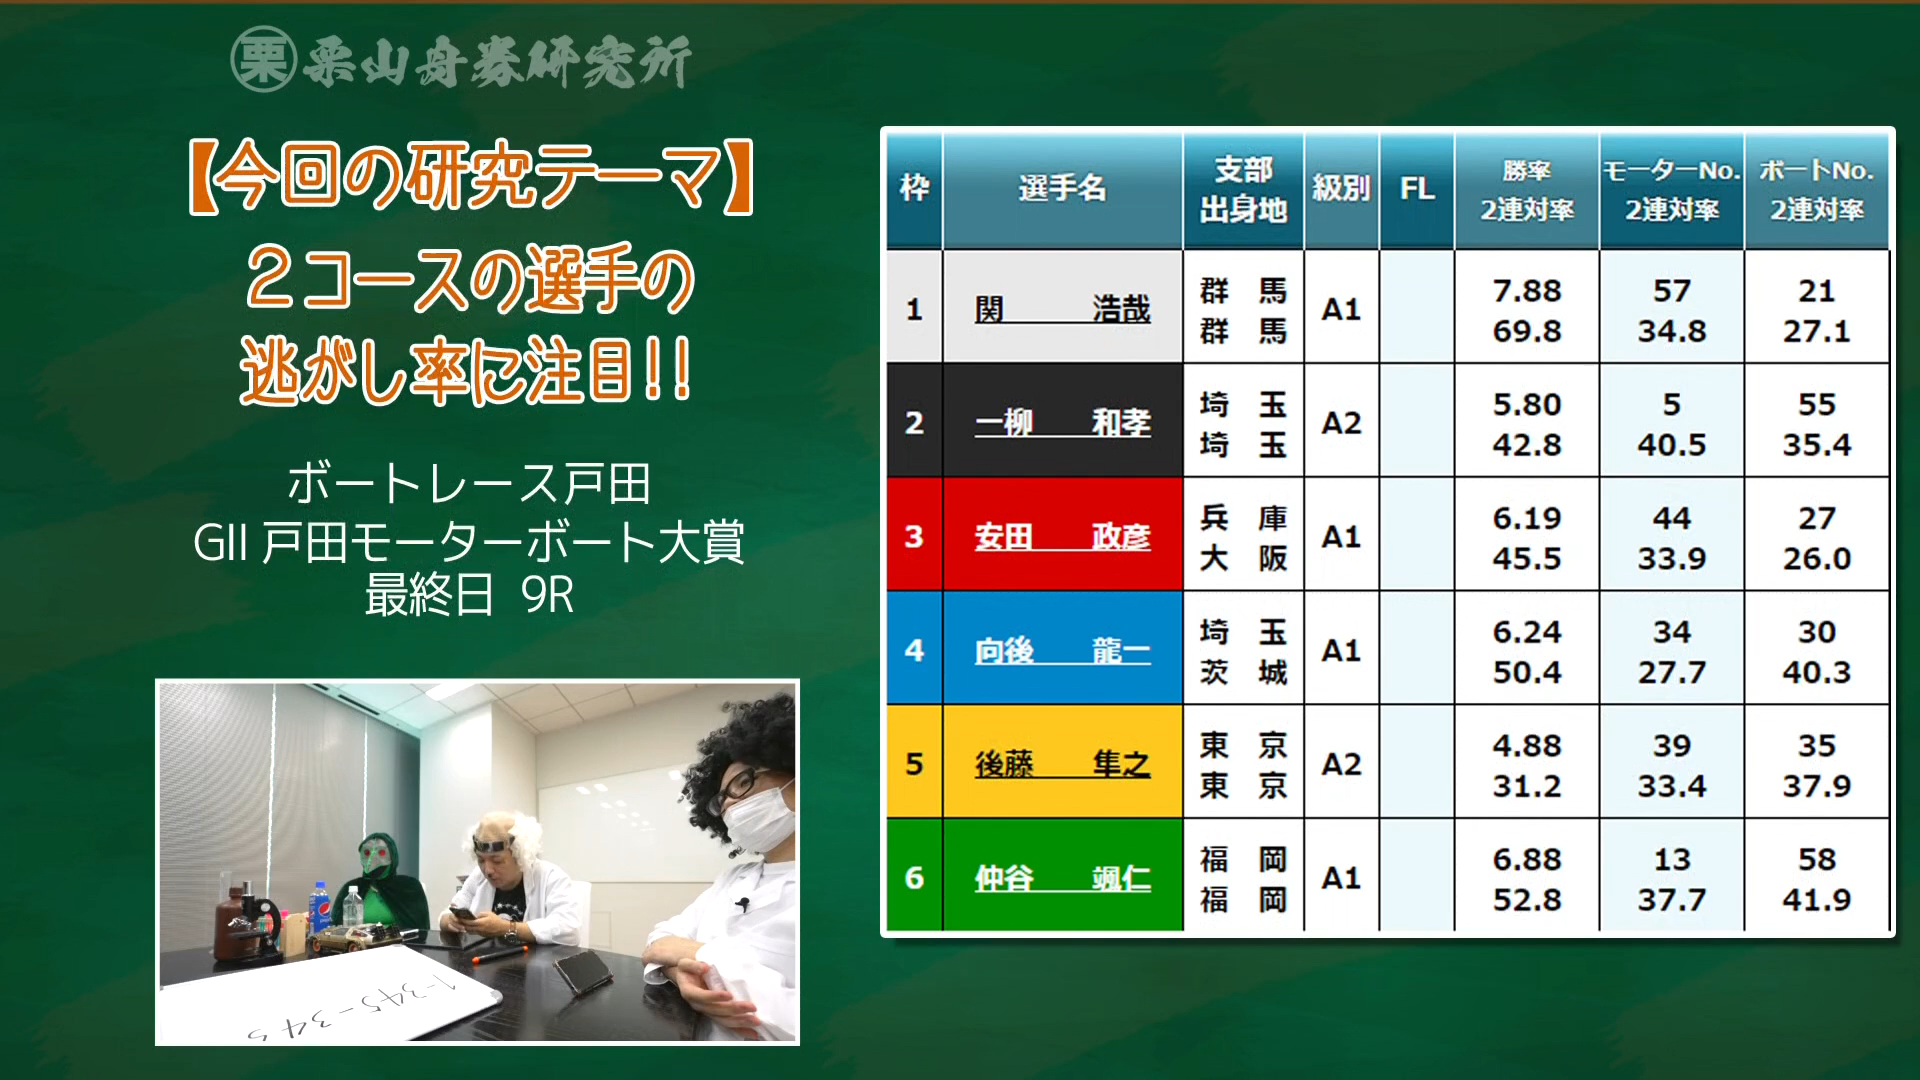 栗 栗山舟券研究所
【今回の研究テーマ】
2コースの選手の
逃がし率に注目!!
ボートレース戸田
GII 戸田モーターボート大賞
最終日 9R
枠 選手名 支部 出身地 級別 FL 勝率 2連対率 モーターNo. 2連対率 ボートNo. 2連対率
1 関 浩哉 群馬 群馬 A1 7.88 69.8 57 34.8 21 27.1
2 一柳 和孝 埼玉 埼玉 A2 5.80 42.8 5 40.5 55 35.4
3 安田 政彦 兵庫 大阪 A1 6.19 45.5 44 33.9 27 26.0
4 向後 龍一 埼玉 茨城 A1 6.24 50.4 34 27.7 30 40.3
5 後藤 隼之 東京 東京 A2 4.88 31.2 39 33.4 35 37.9
6 仲谷 颯仁 福岡 福岡 A1 6.88 52.8 13 37.7 58 41.9
1-345-345